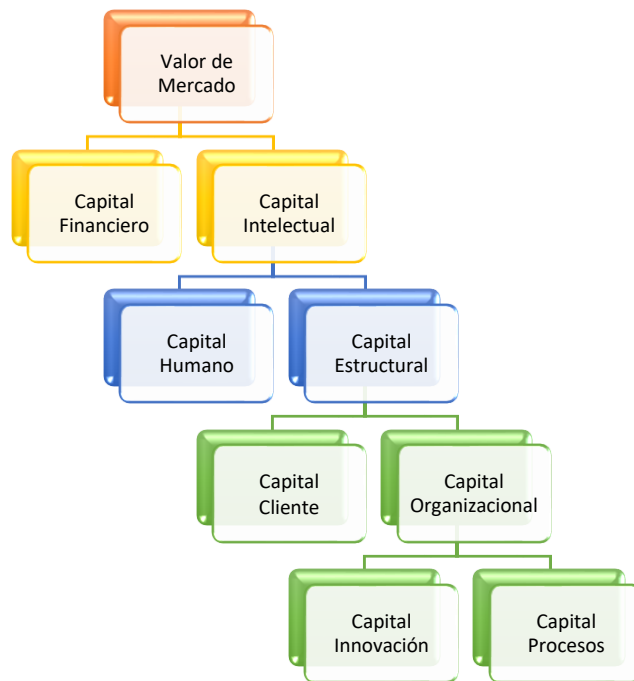 Valor de
Mercado
Capital
Financiero
Capital
Intelectual
Capital
Humano
Capital
Estructural
Capital
Cliente
Capital
Organizacional
Capital
Innovación
Capital
Procesos